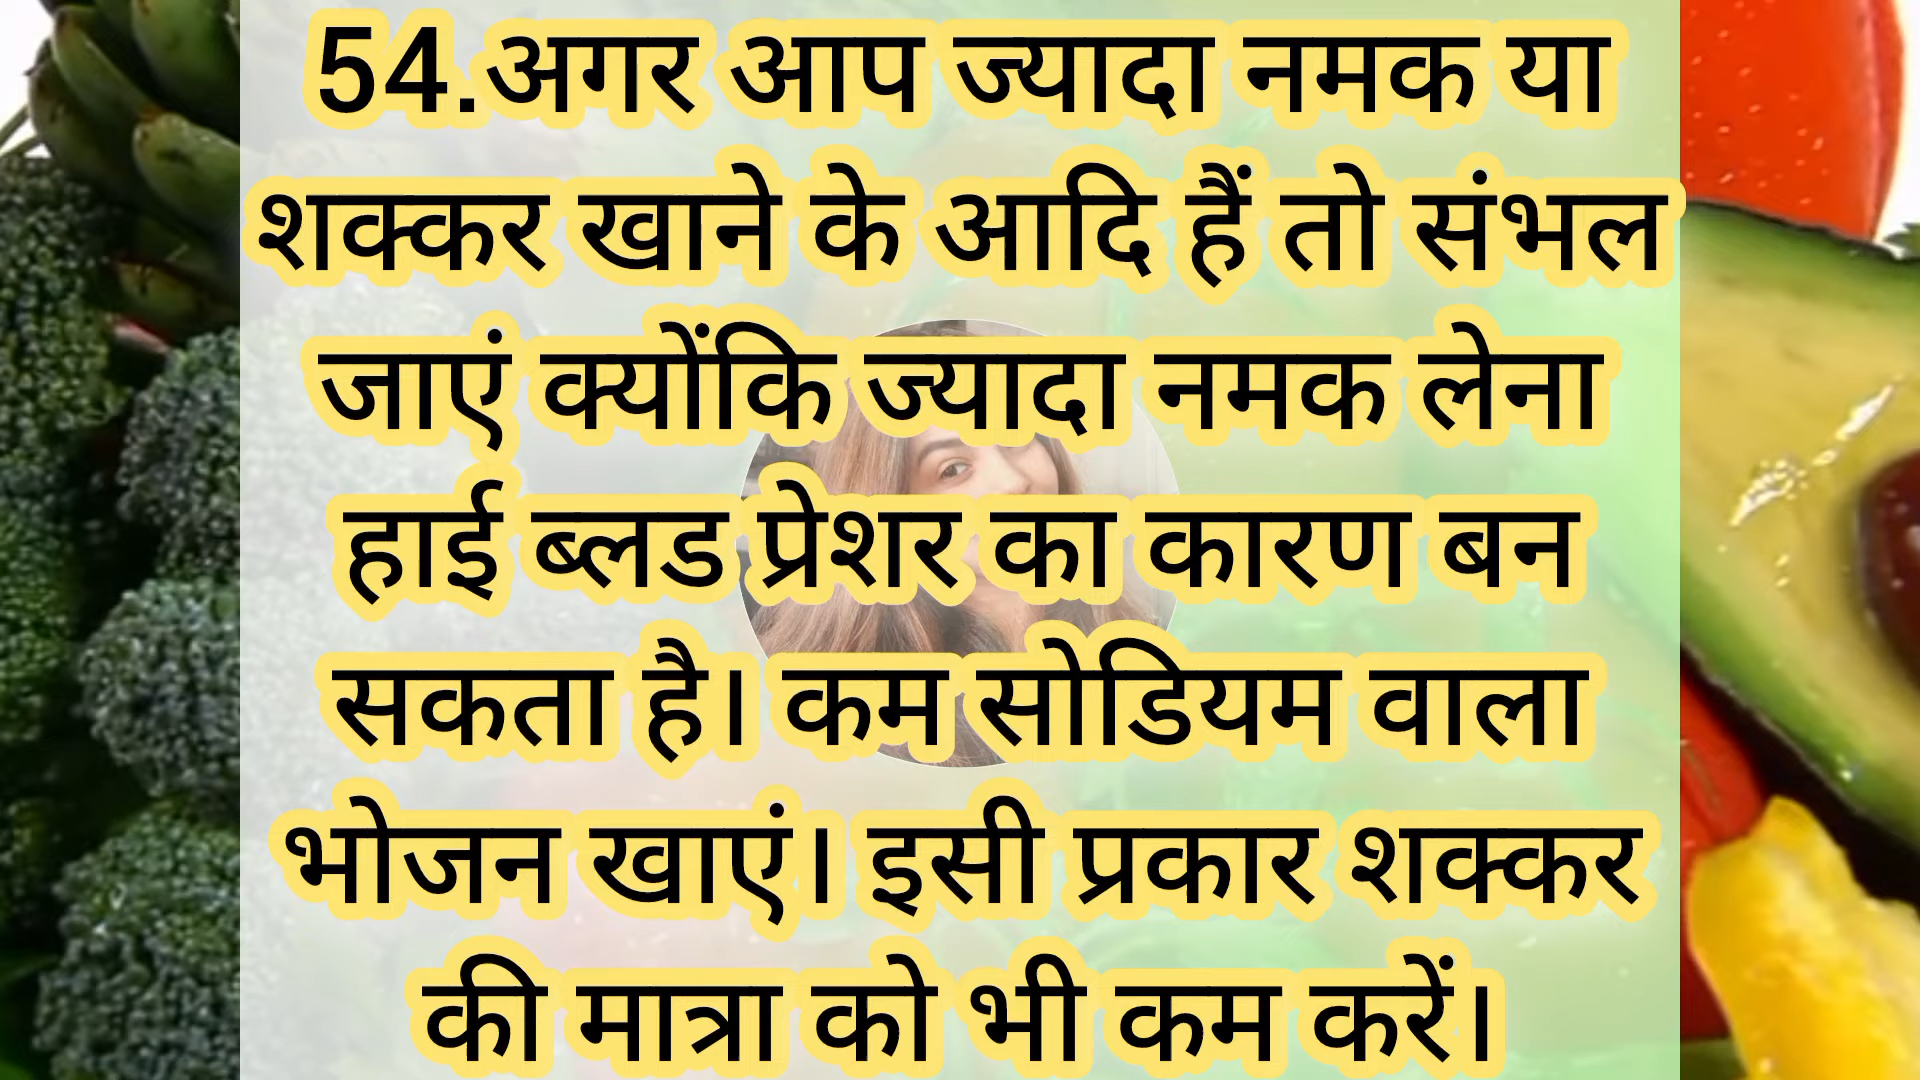 54.अगर आप ज्यादा नमक या
शक्कर खाने के आदि हैं तो संभल
जाएं क्योंकि ज्यादा नमक लेना
हाई ब्लड प्रेशर का कारण बन
सकता है। कम सोडियम वाला
भोजन खाएं। इसी प्रकार शक्कर
की मात्रा को भी कम करें।